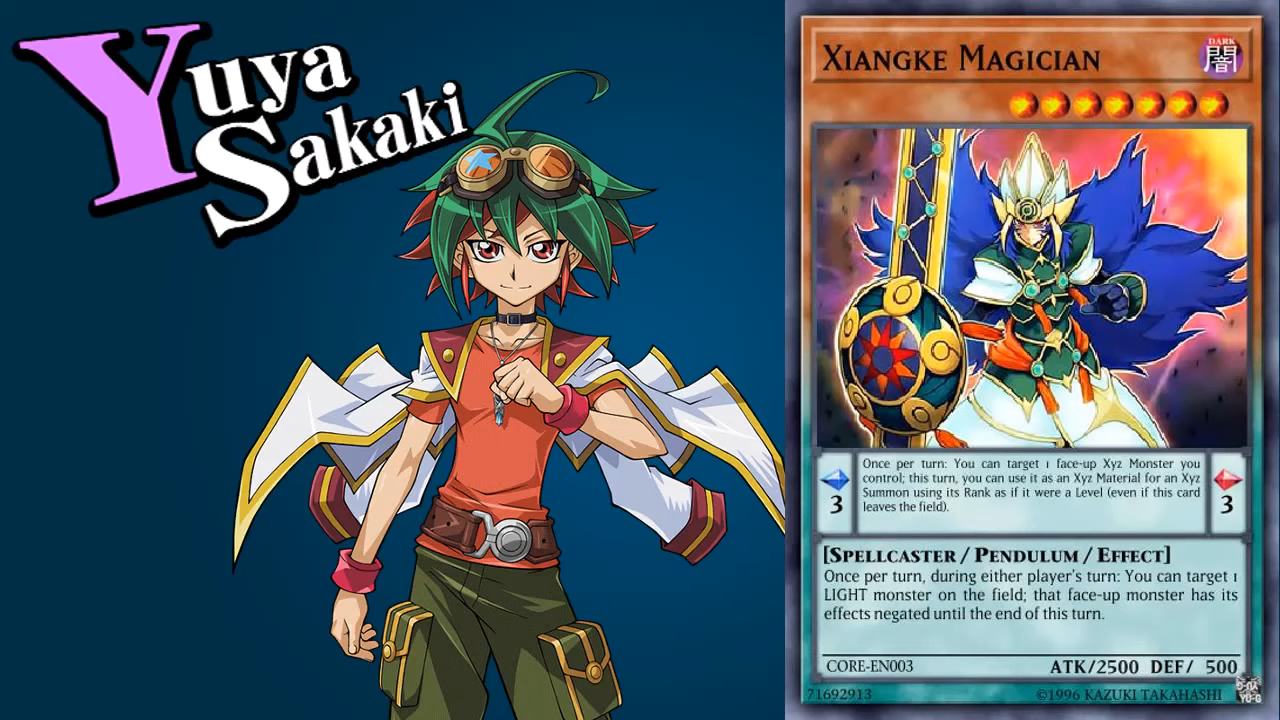 Yuya
Sakaki
XIANGKE MAGICIAN
DARK
闇
Once per turn: You can target 1 face-up Xyz Monster you
control; this turn, you can use it as an Xyz Material for an Xyz
Summon using its Rank as if it were a Level (even if this card
leaves the field).
3
3
[SPELLCASTER / PENDULUM / EFFECT]
Once per turn, during either player's turn: You can target 1
LIGHT monster on the field; that face-up monster has its
effects negated until the end of this turn.
CORE-EN003
ATK/2500 DEF/ 500
71692913
©1996 KAZUKI TAKAHASHI